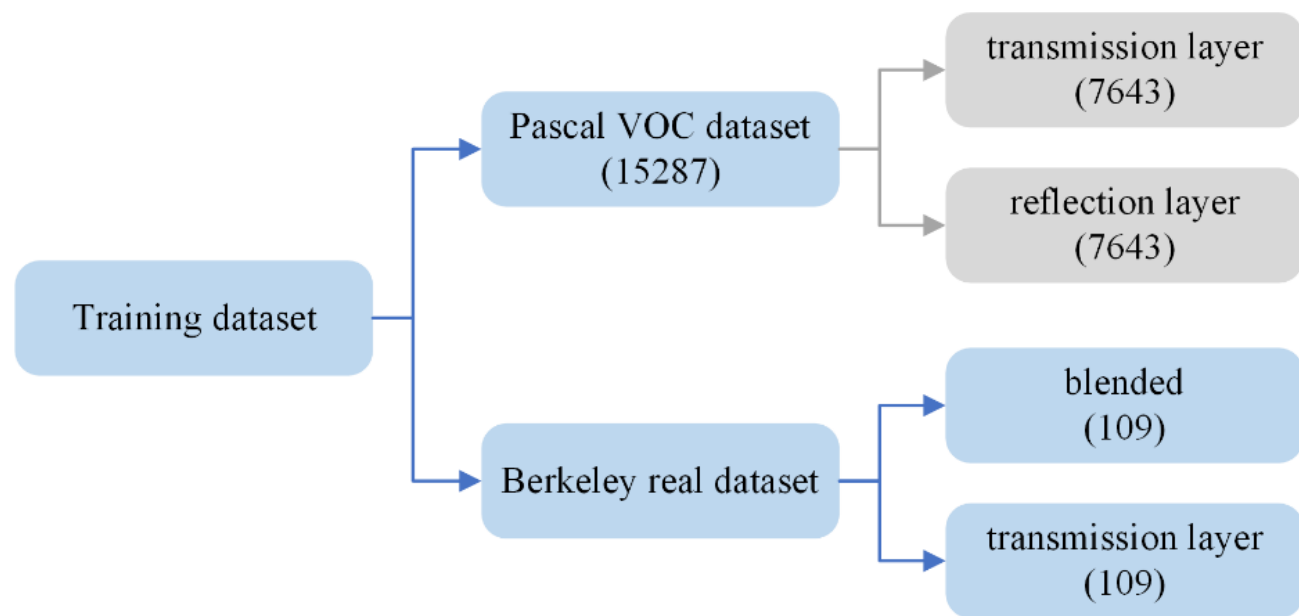 transmission layer
(7643)
Pascal VOC dataset
(15287)
reflection layer
(7643)
Training dataset
blended
(109)
Berkeley real dataset
transmission layer
(109)